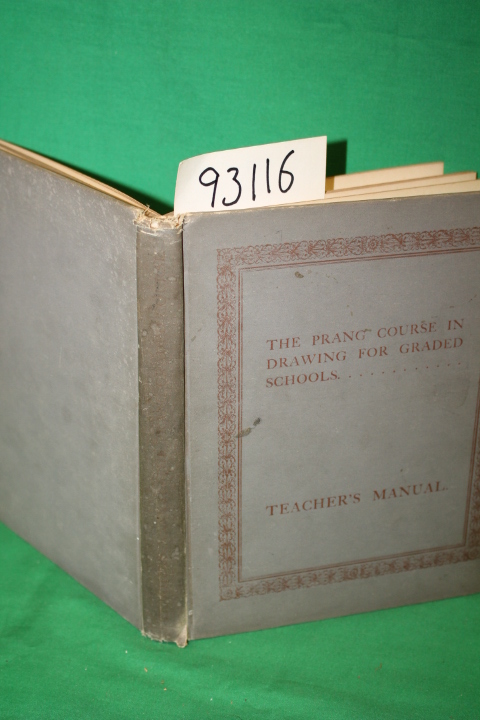 93116
THE PRANG COURSE IN
DRAWING FOR GRADED
SCHOOLS. . . . . . . . . . . .
TEACHER'S MANUAL.